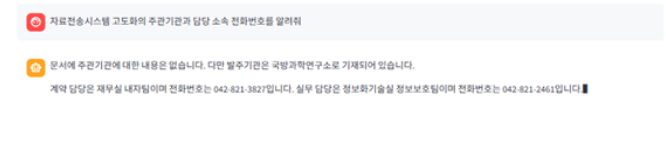 자료전송시스템 고도화의 주관기관과 담당 소속 전화번호를 알려줘
문서에 주관기관에 대한 내용은 없습니다. 다만 발주기관은 국방과학연구소로 기재되어 있습니다.
계약 담당은 재무실 내자팀이며 전화번호는 042-821-3827입니다. 실무 담당은 정보화기술실 정보보호팀이며 전화번호는 042-821-2461입니다.